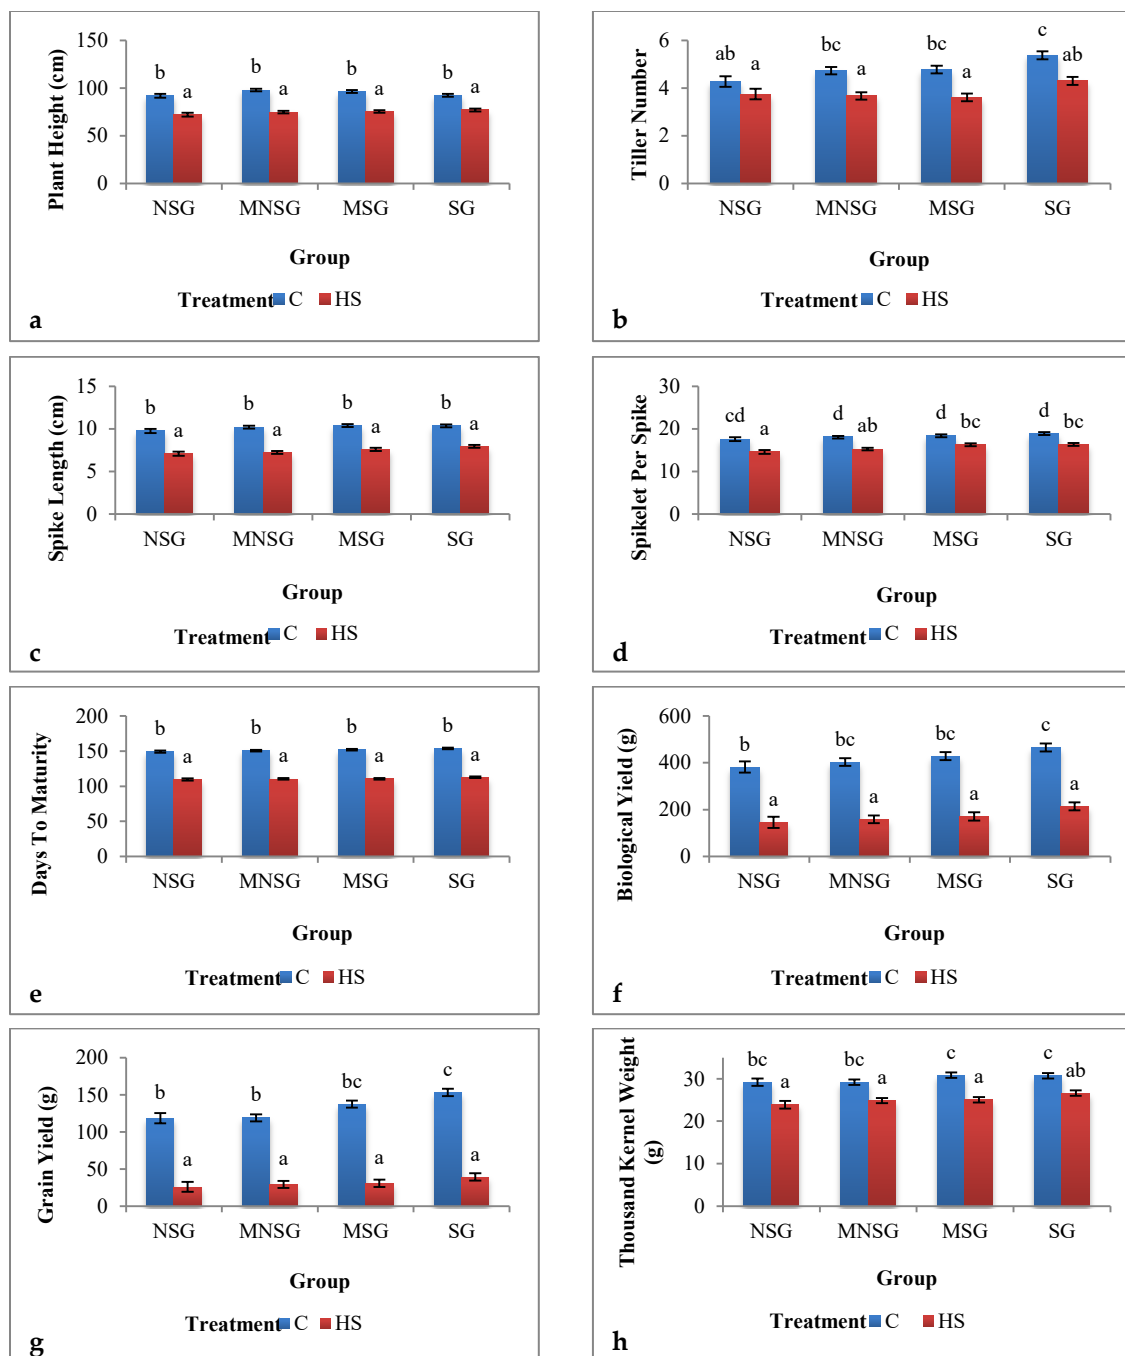 Plant Height (cm)
150
100
50
0
b a b a b a b a
NSG MNSG MSG SG
Group
Treatment C HS
a
Tiller Number
6
4
2
0
ab a bc a bc a c ab
NSG MNSG MSG SG
Group
Treatment C HS
b
Spike Length (cm)
15
10
5
0
b a b a b a b a
NSG MNSG MSG SG
Group
Treatment C HS
c
Spikelet Per Spike
30
20
10
0
cd a d ab d bc d bc
NSG MNSG MSG SG
Group
Treatment C HS
d
Days To Maturity
200
150
100
50
0
b a b a b a b a
NSG MNSG MSG SG
Group
Treatment C HS
e
Biological Yield (g)
600
400
200
0
b a bc a bc a c a
NSG MNSG MSG SG
Group
Treatment C HS
f
Grain Yield (g)
200
150
100
50
0
b a b a bc a c a
NSG MNSG MSG SG
Group
Treatment C HS
g
Thousand Kernel Weight
(g)
30
20
10
0
bc a bc a c a c ab
NSG MNSG MSG SG
Group
Treatment C HS
h